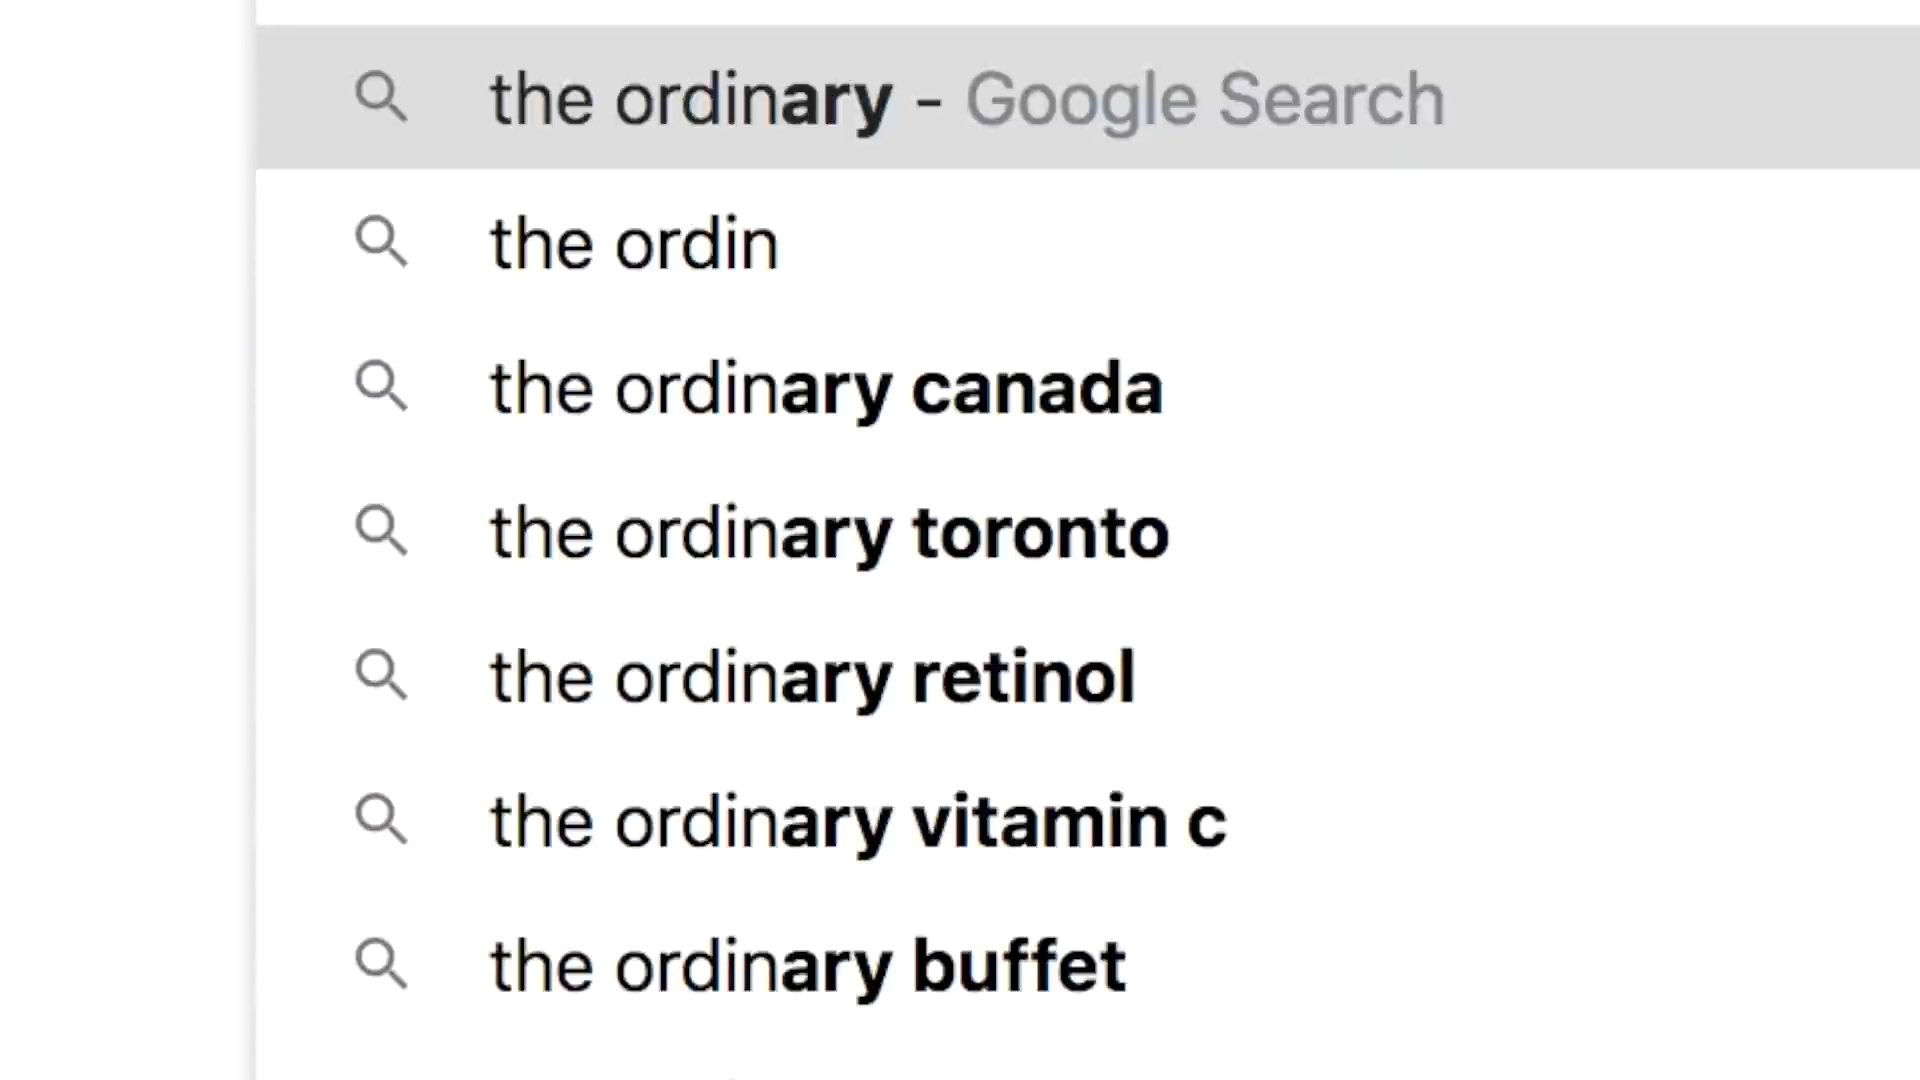 the ordinary - Google Search
the ordin
the ordinary canada
the ordinary toronto
the ordinary retinol
the ordinary vitamin c
the ordinary buffet